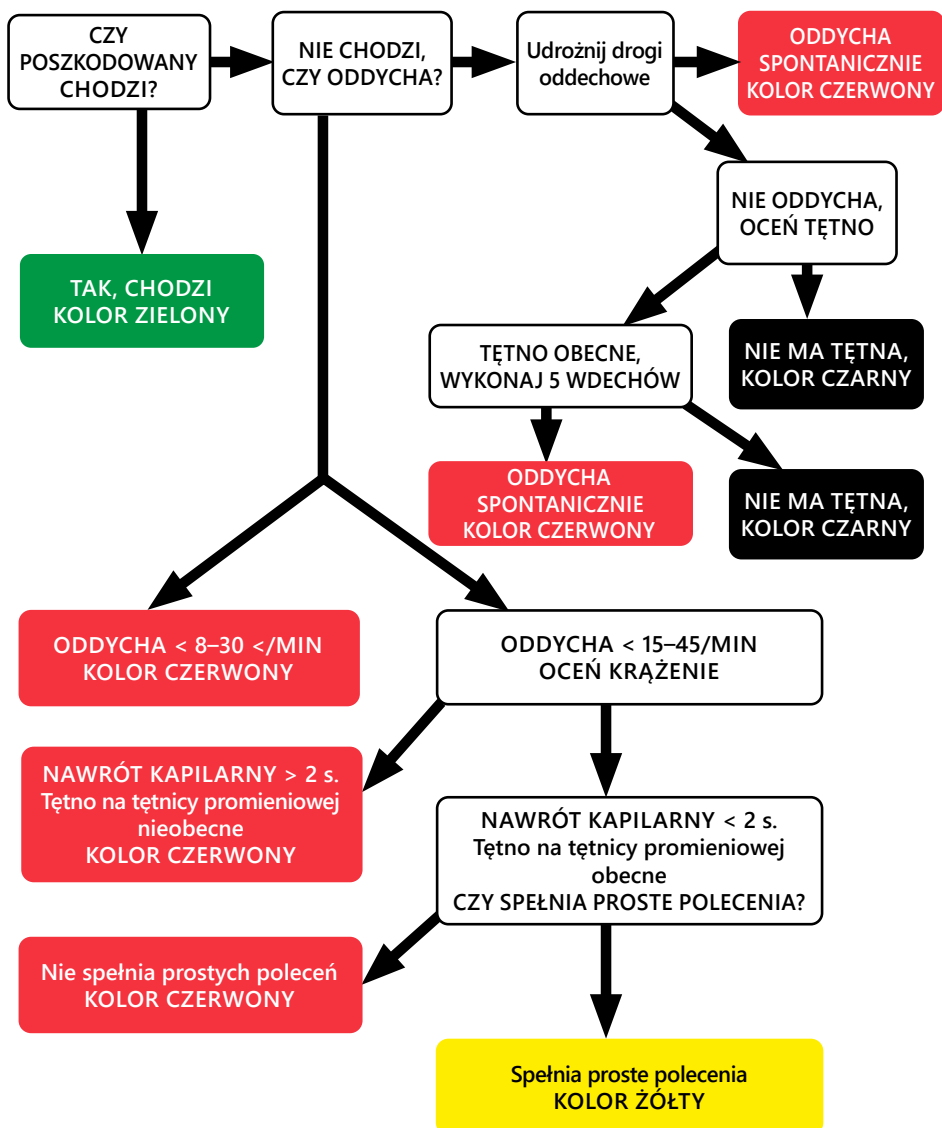 CZY
POSZKODOWANY
CHODZI?
NIE CHODZI,
CZY ODDYCHA?
Udrożnij drogi
oddechowe
ODDYCHA
SPONTANICZNIE
KOLOR CZERWONY
NIE ODDYCHA,
OCEŃ TĘTNO
TAK, CHODZI
KOLOR ZIELONY
TĘTNO OBECNE,
WYKONAJ 5 WDECHÓW
NIE MA TĘTNA,
KOLOR CZARNY
ODDYCHA
SPONTANICZNIE
KOLOR CZERWONY
NIE MA TĘTNA,
KOLOR CZARNY
ODDYCHA < 8–30 </MIN
KOLOR CZERWONY
ODDYCHA < 15–45/MIN
OCEŃ KRĄŻENIE
NAWRÓT KAPILARNY > 2 s.
Tętno na tętnicy promieniowej
nieobecne
KOLOR CZERWONY
NAWRÓT KAPILARNY < 2 s.
Tętno na tętnicy promieniowej
obecne
CZY SPEŁNIA PROSTE POLECENIA?
Nie spełnia prostych poleceń
KOLOR CZERWONY
Spełnia proste polecenia
KOLOR ŻÓŁTY